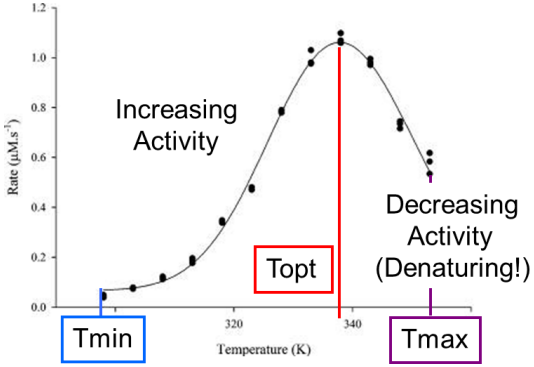 1.2
1.0
0.8
0.6
0.4
0.2
0.0
Rate (μM.s⁻¹)
Increasing
Activity
Decreasing
Activity
(Denaturing!)
Topt
Tmin
320
340
Tmax
Temperature (K)